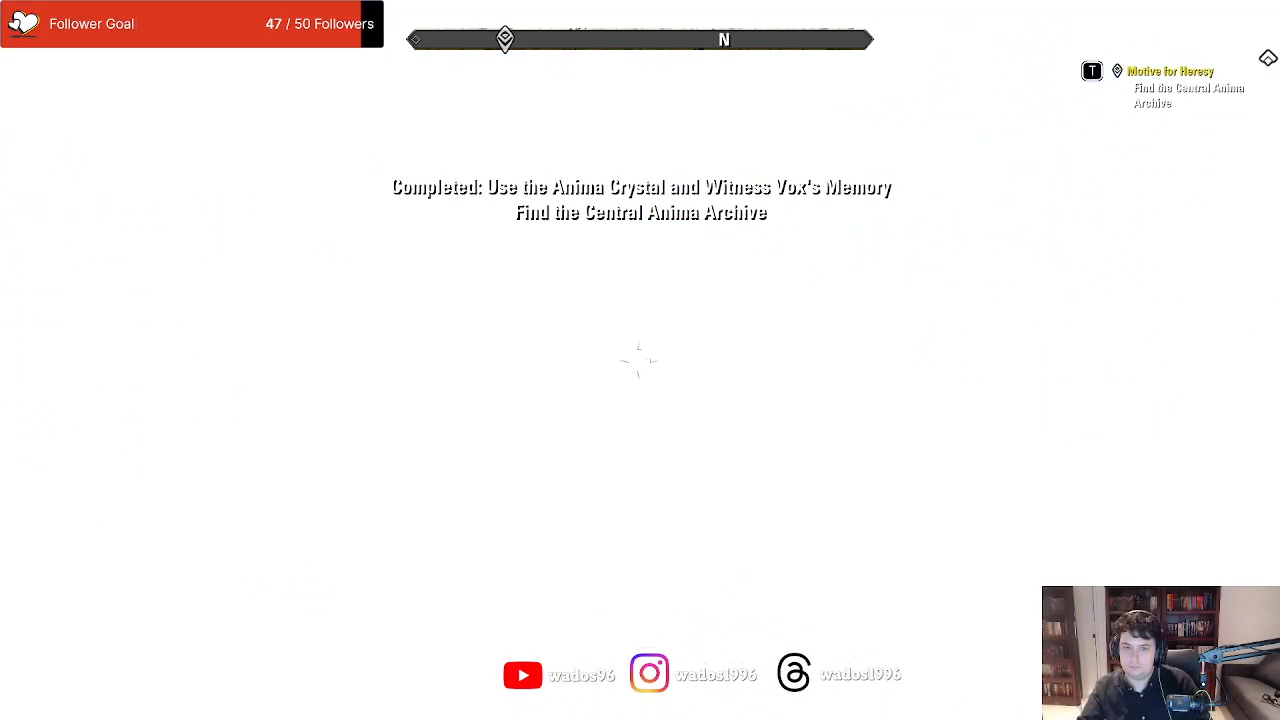 Follower Goal
47 / 50 Followers
N
T
Motive for Heresy
Find the Central Anima
Archive
Completed: Use the Anima Crystal and Witness Vox's Memory
Find the Central Anima Archive
wados96
wados1996
wados1996